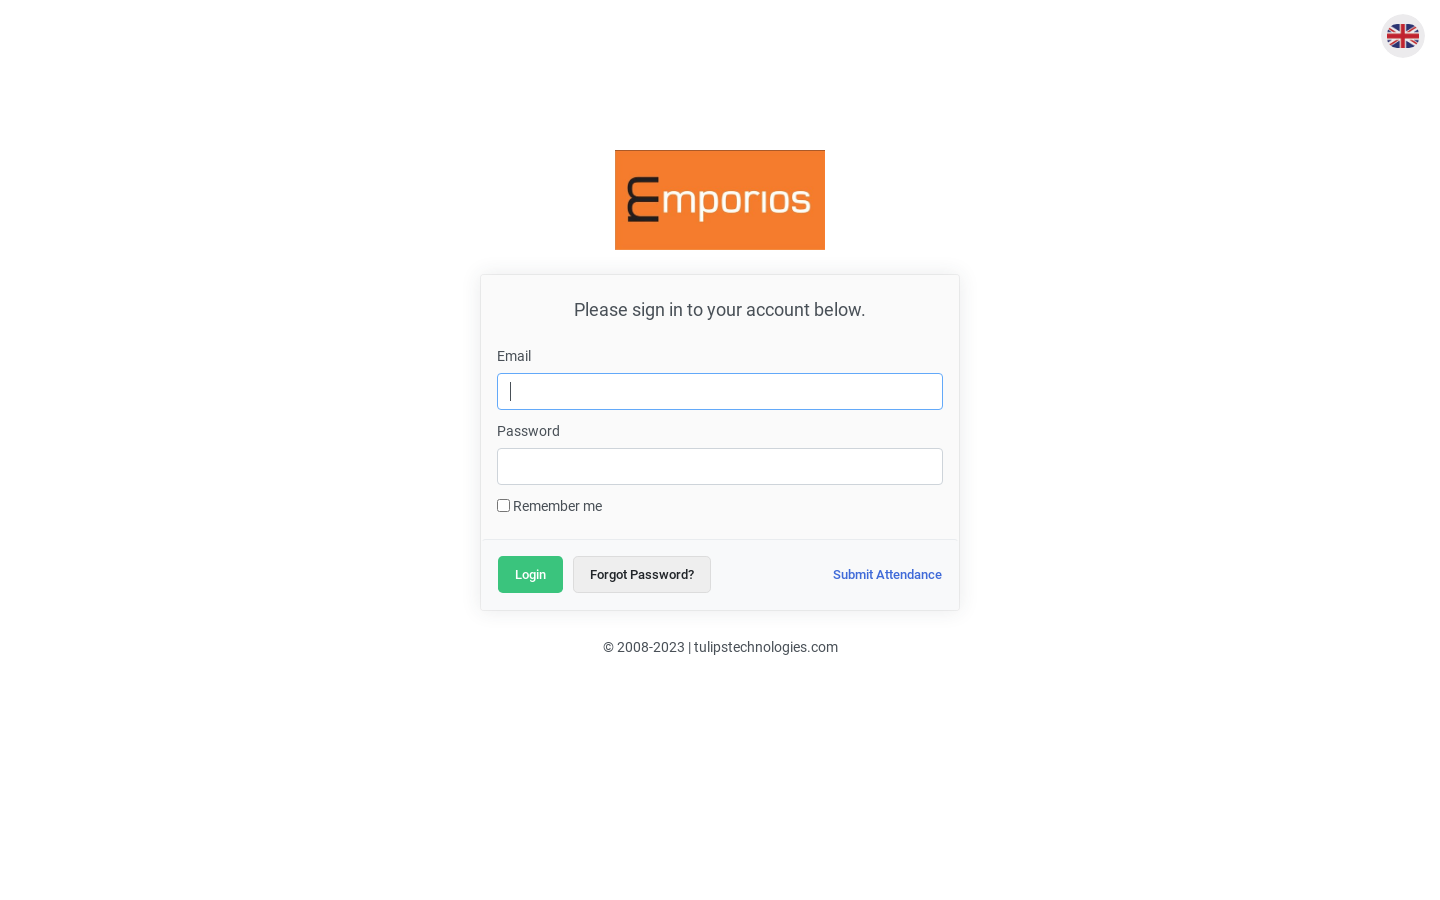 Emporios
Please sign in to your account below.
Email
Password
Remember me
Login
Forgot Password?
Submit Attendance
© 2008-2023 | tulipstechnologies.com